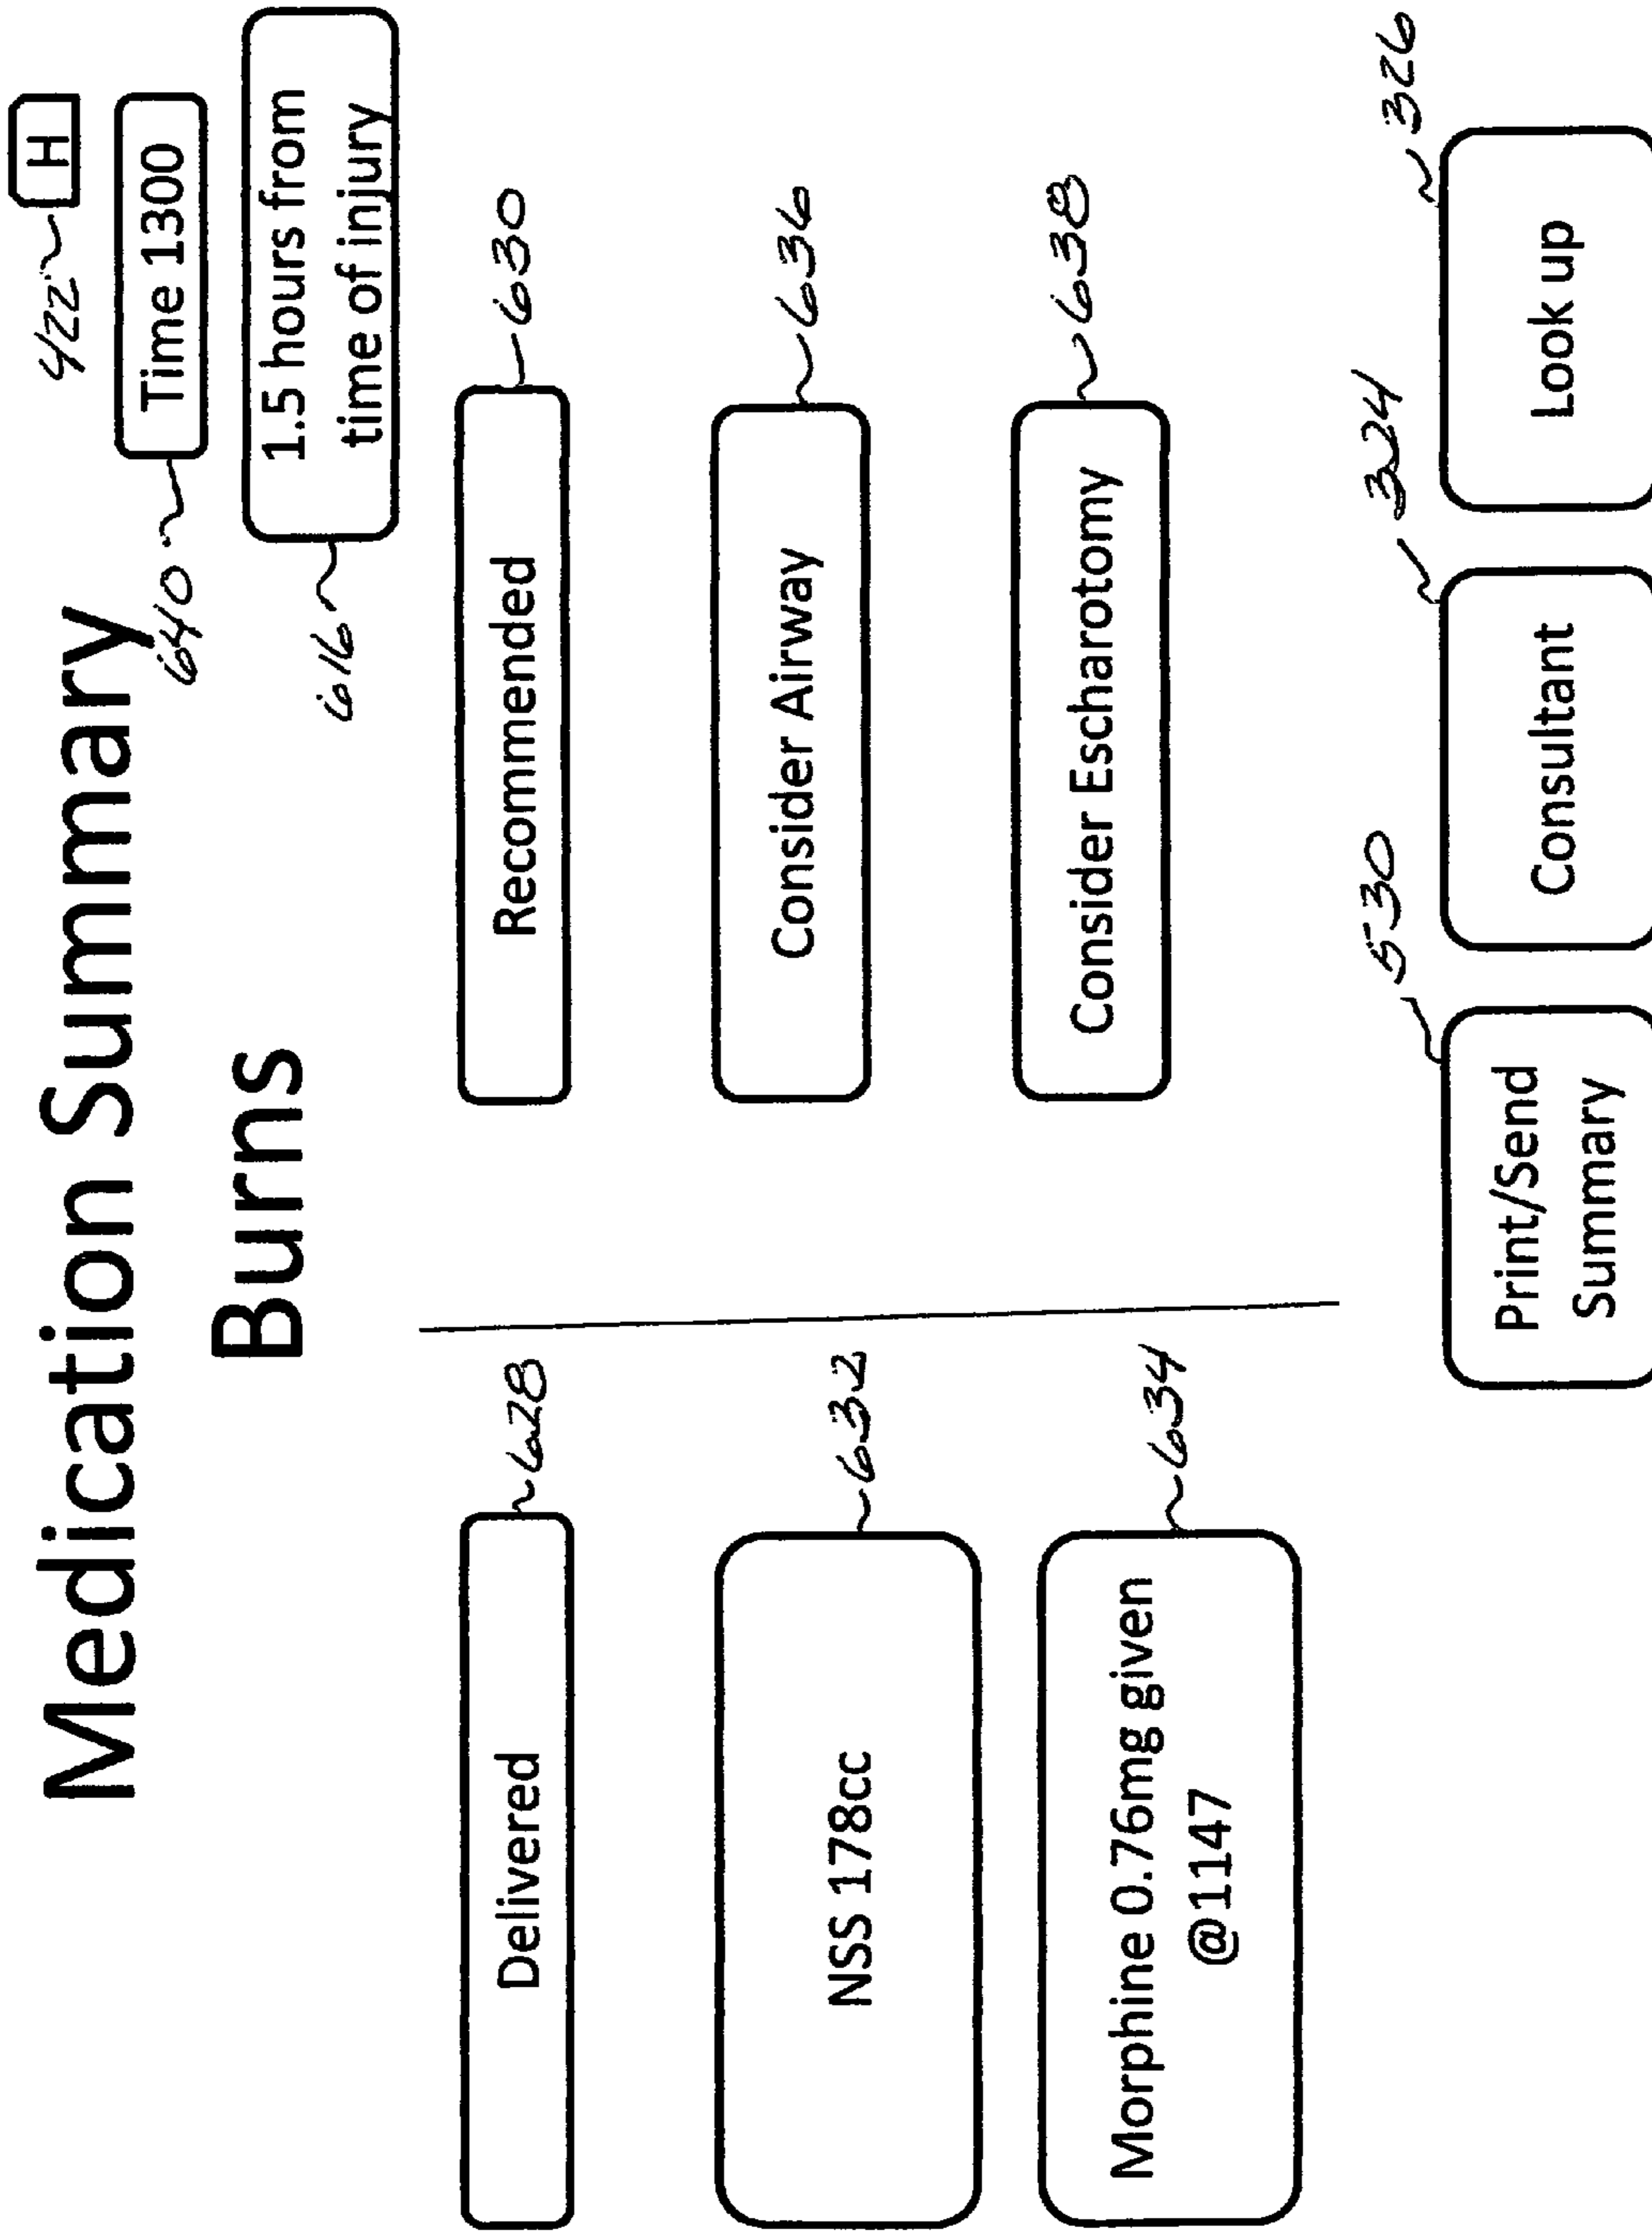 Medication Summary
Burns
422
H
640
Time 1300
616
1.5 hours from
time of injury
Delivered
628
Recommended
630
NSS 178cc
632
Consider Airway
636
Morphine 0.76mg given
@1147
634
Consider Escharotomy
638
530
Print/Send
Summary
324
Consultant
326
Look up